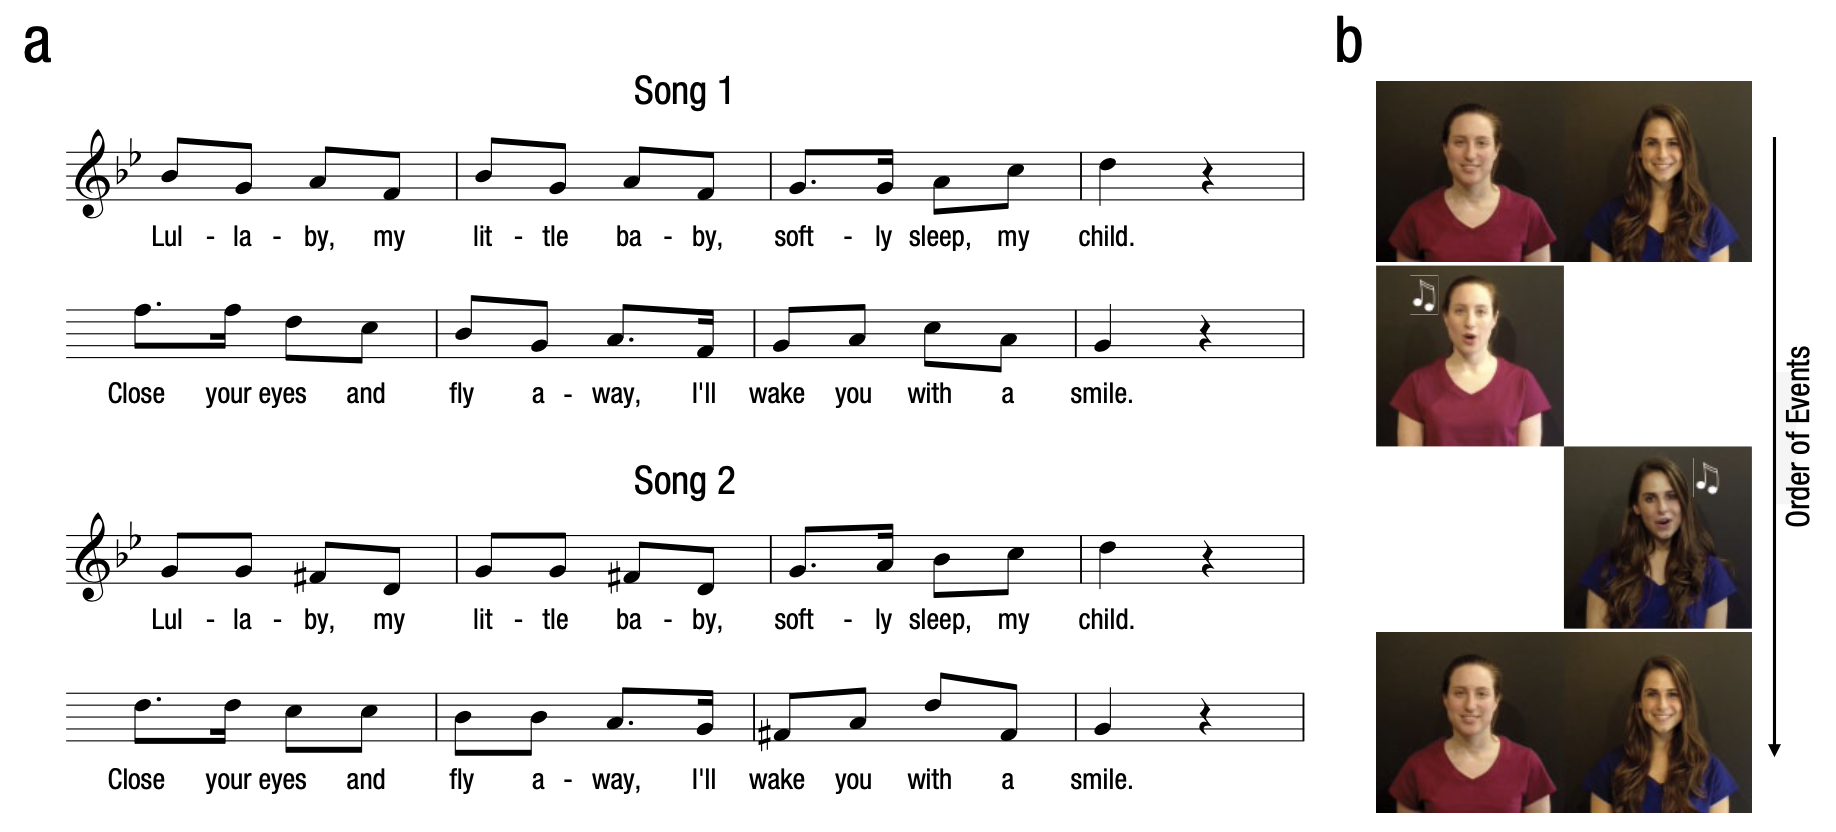 a
Song 1
Lul - la - by, my lit - tle ba - by, soft - ly sleep, my child.
Close your eyes and fly a - way, I'll wake you with a smile.
Song 2
Lul - la - by, my lit - tle ba - by, soft - ly sleep, my child.
Close your eyes and fly a - way, I'll wake you with a smile.
b
Order of Events